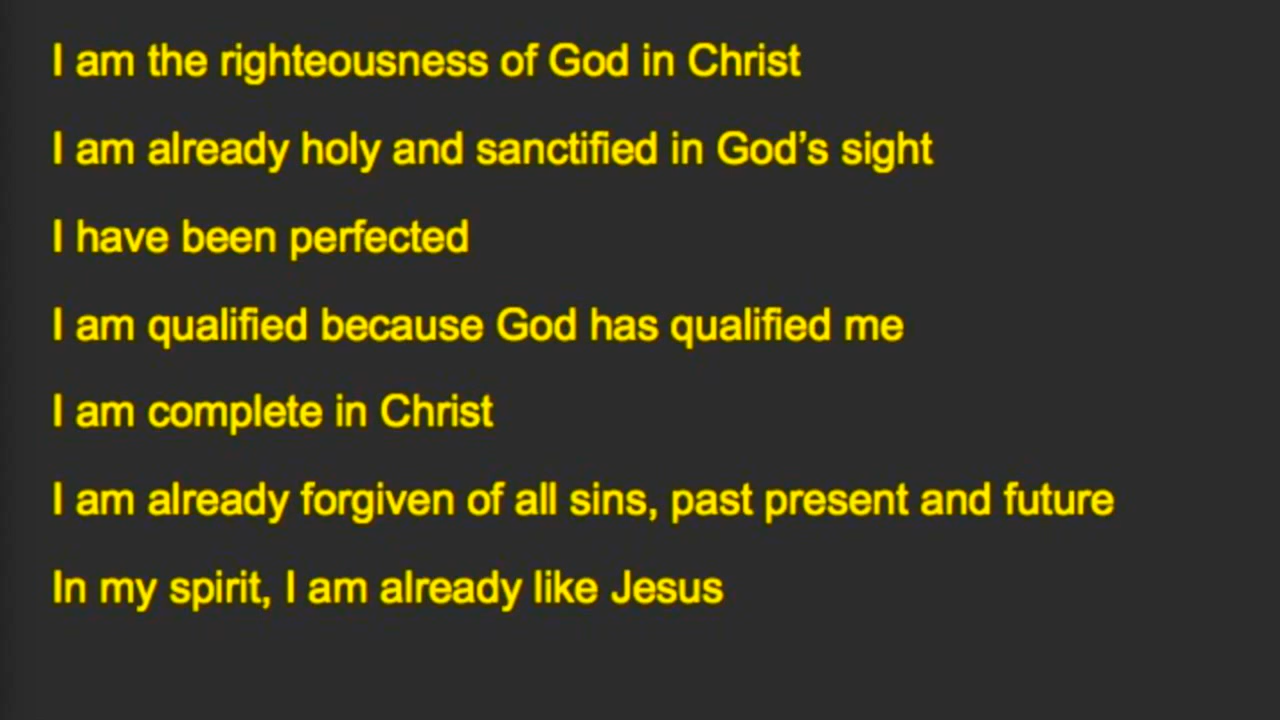 I am the righteousness of God in Christ
I am already holy and sanctified in God’s sight
I have been perfected
I am qualified because God has qualified me
I am complete in Christ
I am already forgiven of all sins, past present and future
In my spirit, I am already like Jesus